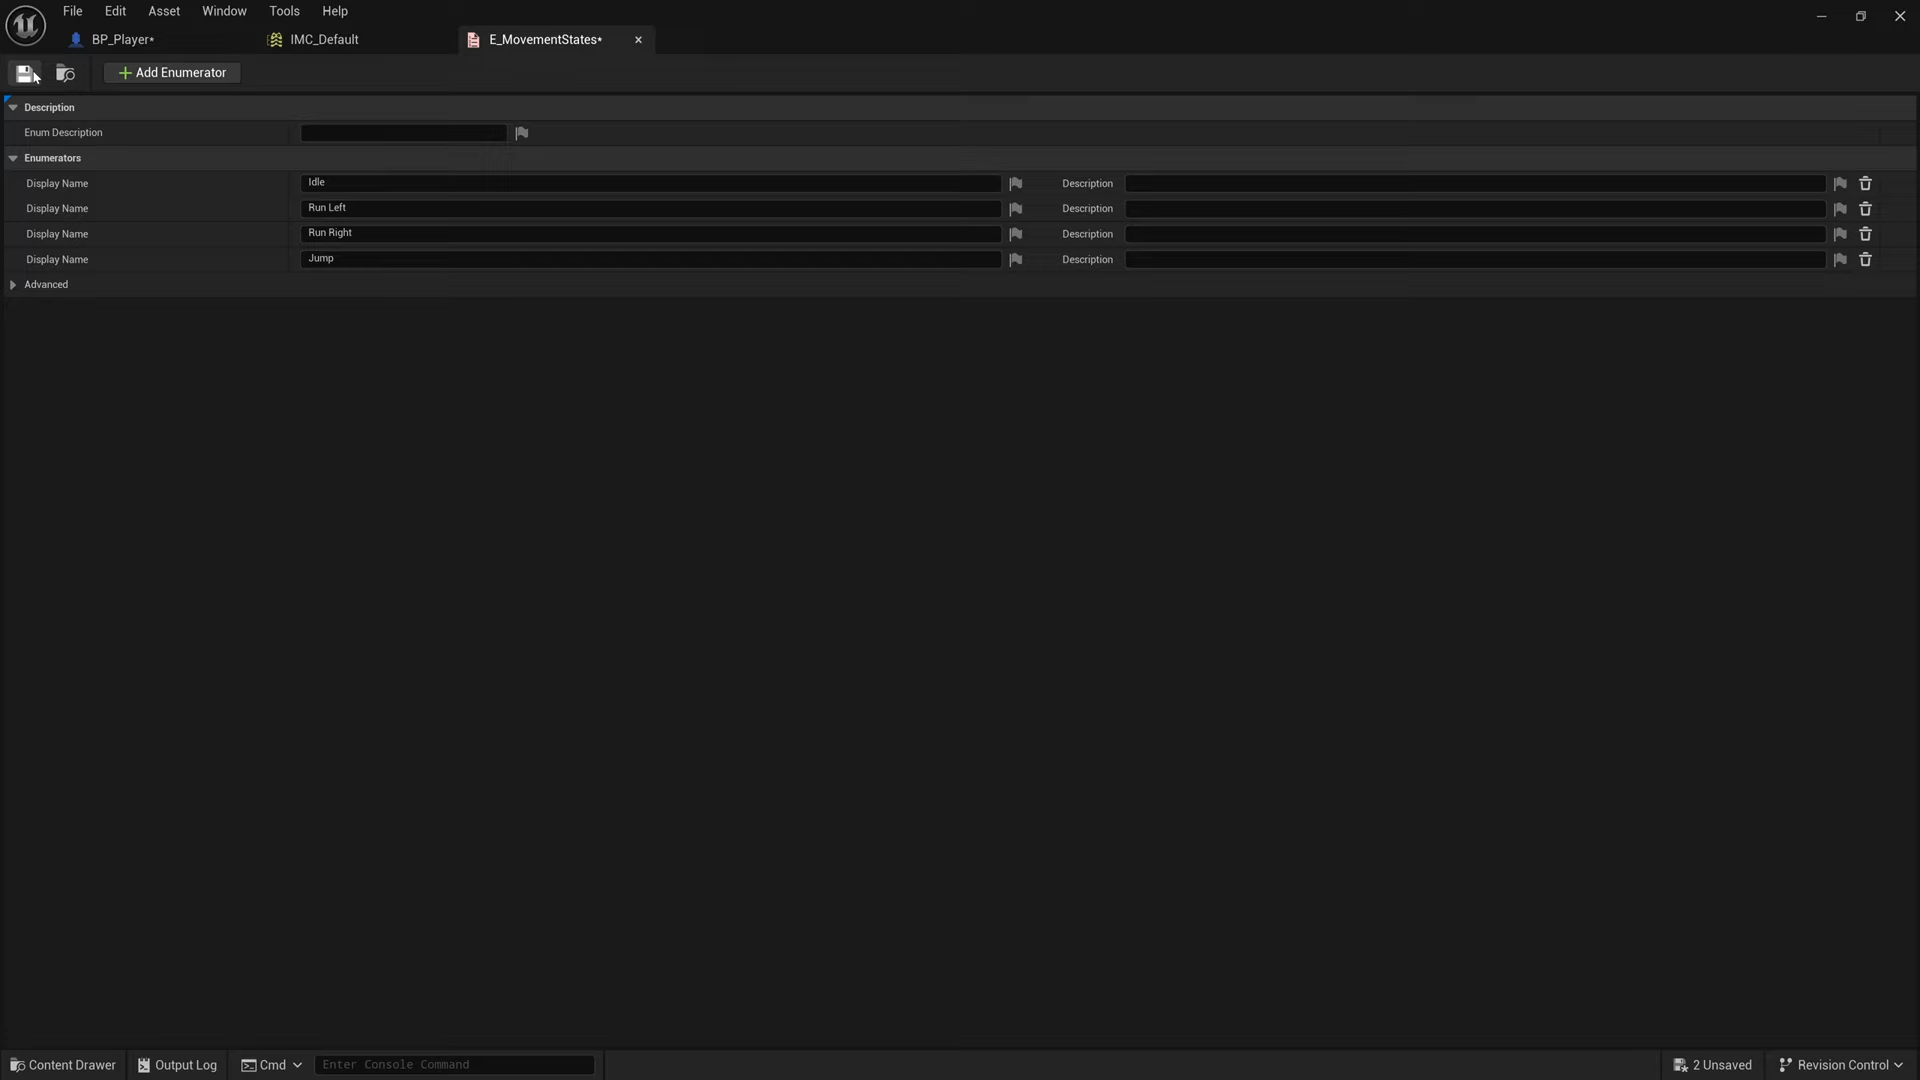 File Edit Asset Window Tools Help
BP_Player* IMC_Default E_MovementStates*
Add Enumerator
Description
Enum Description
Enumerators
Display Name Idle Description
Display Name Run Left Description
Display Name Run Right Description
Display Name Jump Description
Advanced
Content Drawer Output Log Cmd Enter Console Command 2 Unsaved Revision Control